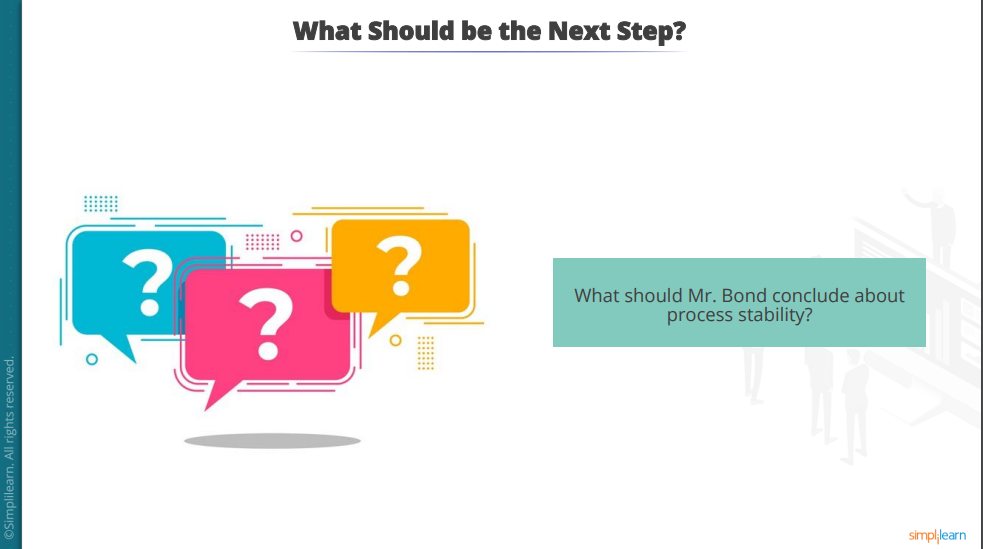 What Should be the Next Step?
? ? ?
What should Mr. Bond conclude about
process stability?
©Simplilearn. All rights reserved.
simplilearn